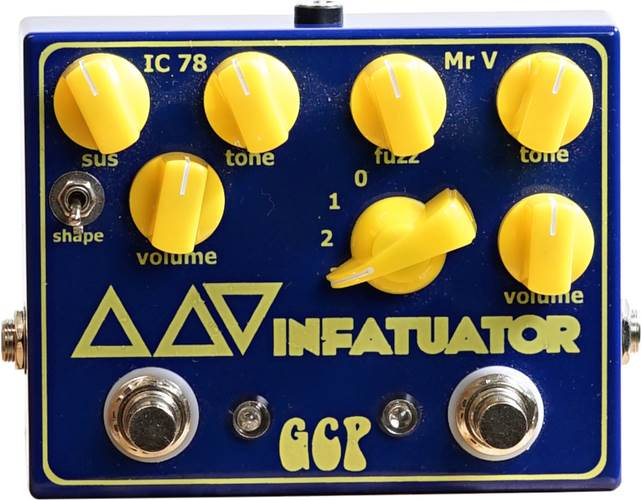 IC 78
Mr V
sus
tone
fuzz
tone
0
1
2
shape
volume
volume
INFATUATOR
GCP